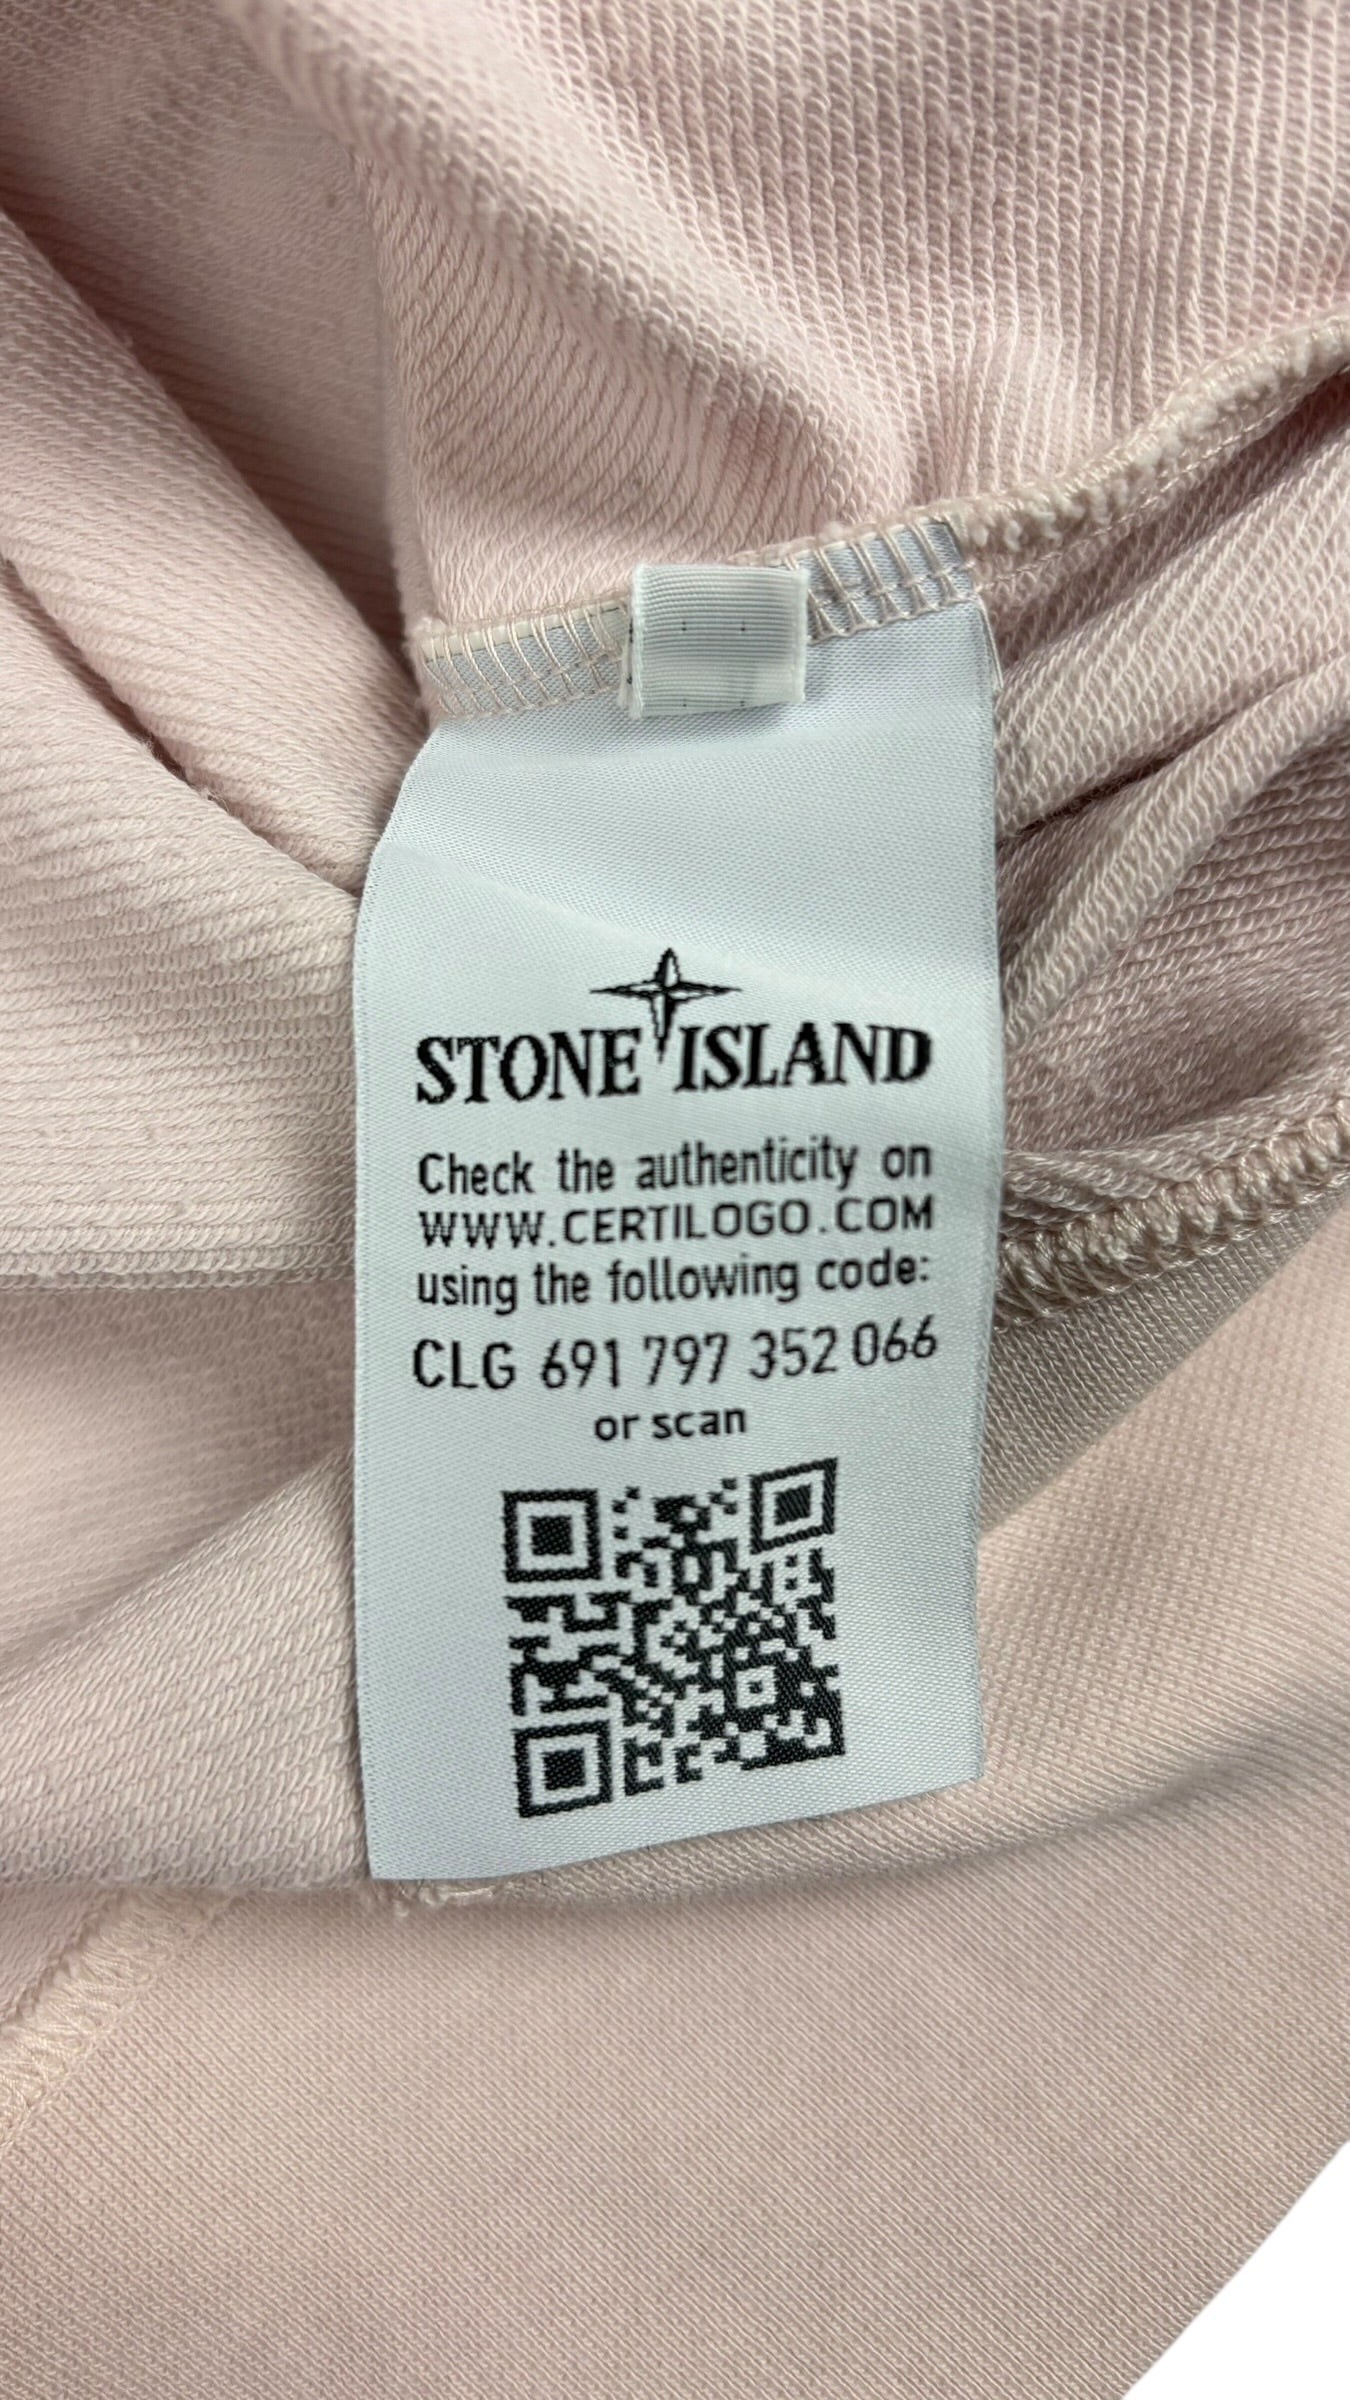 STONE ISLAND
Check the authenticity on
WWW.CERTILOGO.COM
using the following code:
CLG 691 797 352 066
or scan